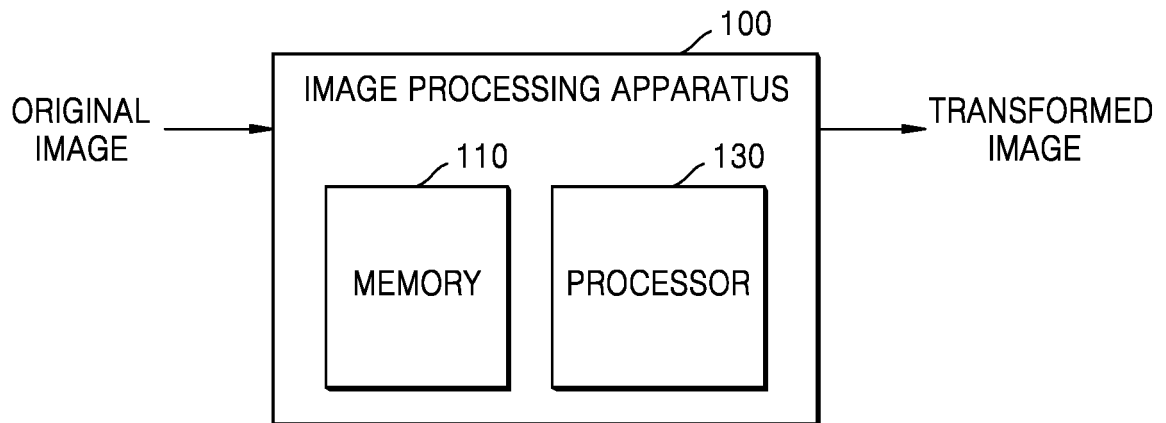 100
IMAGE PROCESSING APPARATUS
ORIGINAL
IMAGE
TRANSFORMED
IMAGE
110
130
MEMORY
PROCESSOR